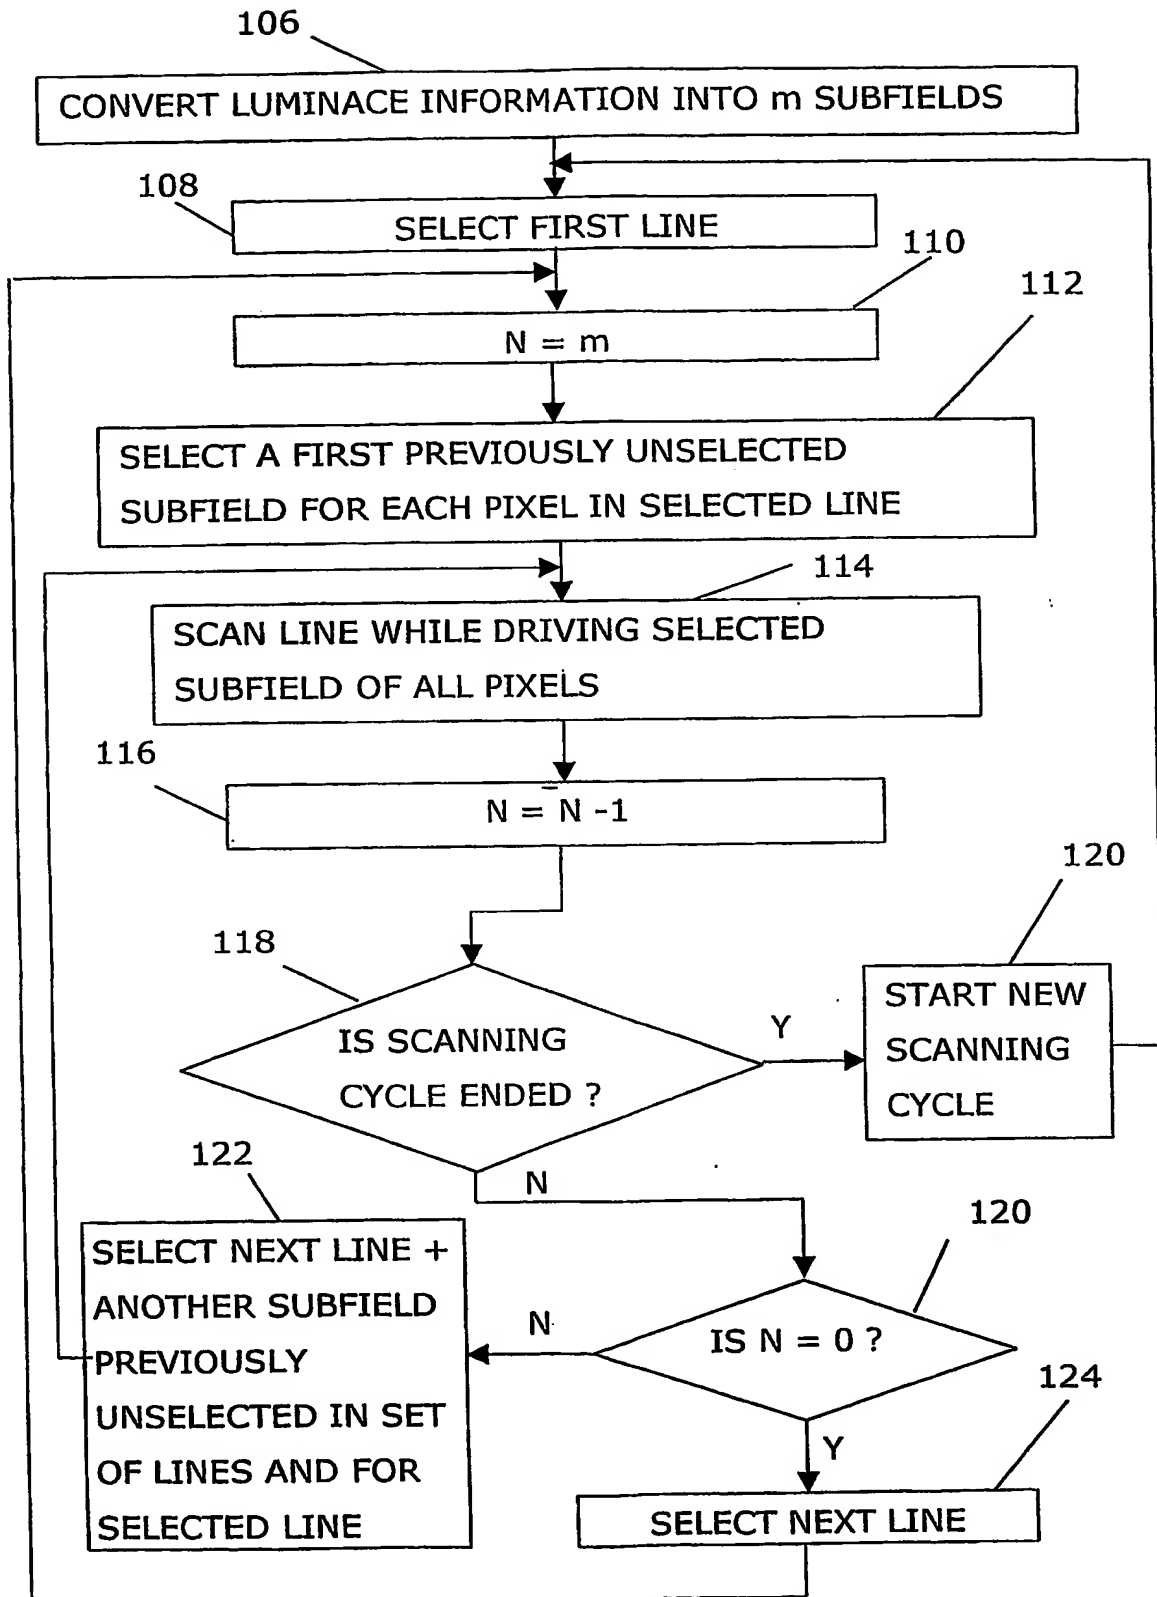 106
CONVERT LUMINACE INFORMATION INTO m SUBFIELDS
108
SELECT FIRST LINE
110
N = m
112
SELECT A FIRST PREVIOUSLY UNSELECTED
SUBFIELD FOR EACH PIXEL IN SELECTED LINE
114
SCAN LINE WHILE DRIVING SELECTED
SUBFIELD OF ALL PIXELS
116
N = N -1
118
IS SCANNING
CYCLE ENDED ?
Y
120
START NEW
SCANNING
CYCLE
N
120
IS N = 0 ?
N
122
SELECT NEXT LINE +
ANOTHER SUBFIELD
PREVIOUSLY
UNSELECTED IN SET
OF LINES AND FOR
SELECTED LINE
Y
124
SELECT NEXT LINE